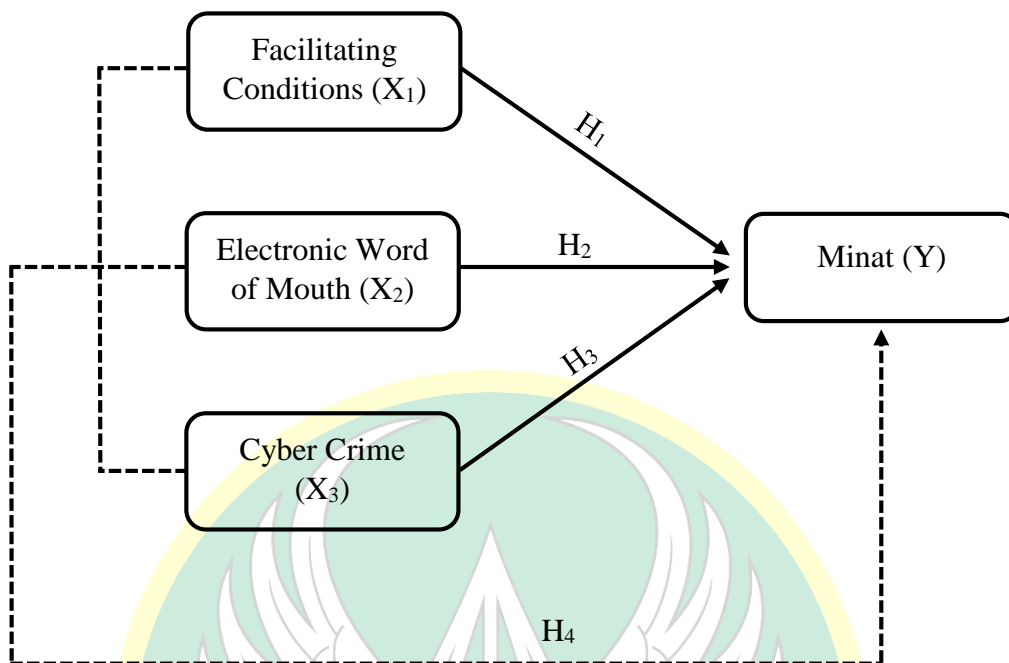 Facilitating
Conditions (X₁)
H₁
Electronic Word
of Mouth (X₂)
H₂
Minat (Y)
H₃
Cyber Crime
(X₃)
H₄